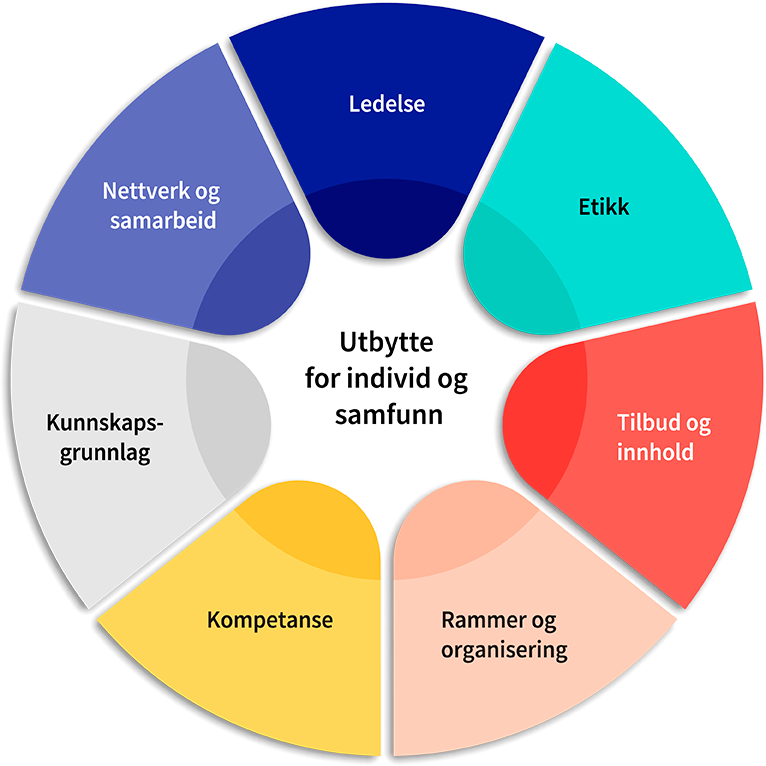 Ledelse
Etikk
Tilbud og
innhold
Rammer og
organisering
Kompetanse
Kunnskaps-
grunnlag
Nettverk og
samarbeid
Utbytte
for individ og
samfunn